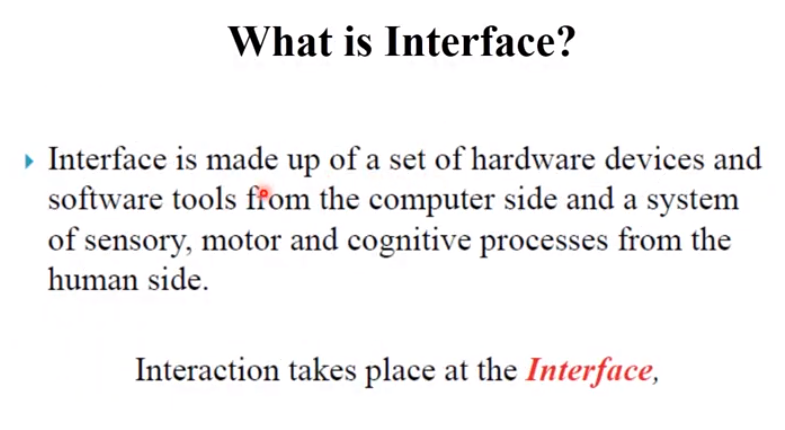 What is Interface?
Interface is made up of a set of hardware devices and
software tools from the computer side and a system
of sensory, motor and cognitive processes from the
human side.
Interaction takes place at the Interface,